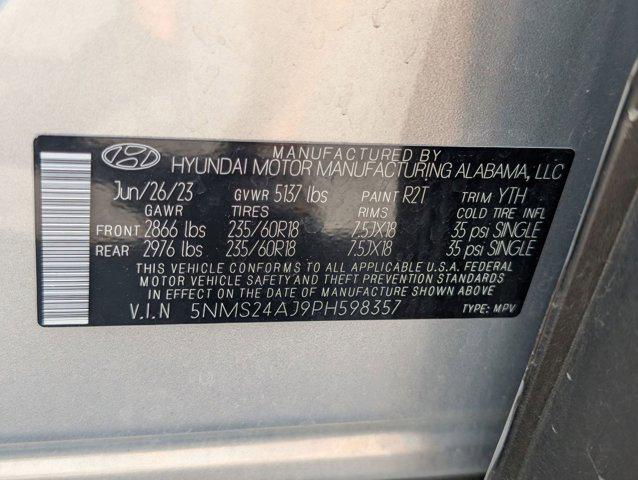 MANUFACTURED BY
HYUNDAI MOTOR MANUFACTURING ALABAMA, LLC
Jun/26/23 GVWR 5137 lbs PAINT R2T TRIM YTH
GAWR TIRES RIMS COLD TIRE INFL
FRONT 2866 lbs 235/60R18 7.5JX18 35 psi SINGLE
REAR 2976 lbs 235/60R18 7.5JX18 35 psi SINGLE
THIS VEHICLE CONFORMS TO ALL APPLICABLE U.S.A. FEDERAL
MOTOR VEHICLE SAFETY AND THEFT PREVENTION STANDARDS
IN EFFECT ON THE DATE OF MANUFACTURE SHOWN ABOVE
V.I.N 5NMS24AJ9PH598357 TYPE: MPV